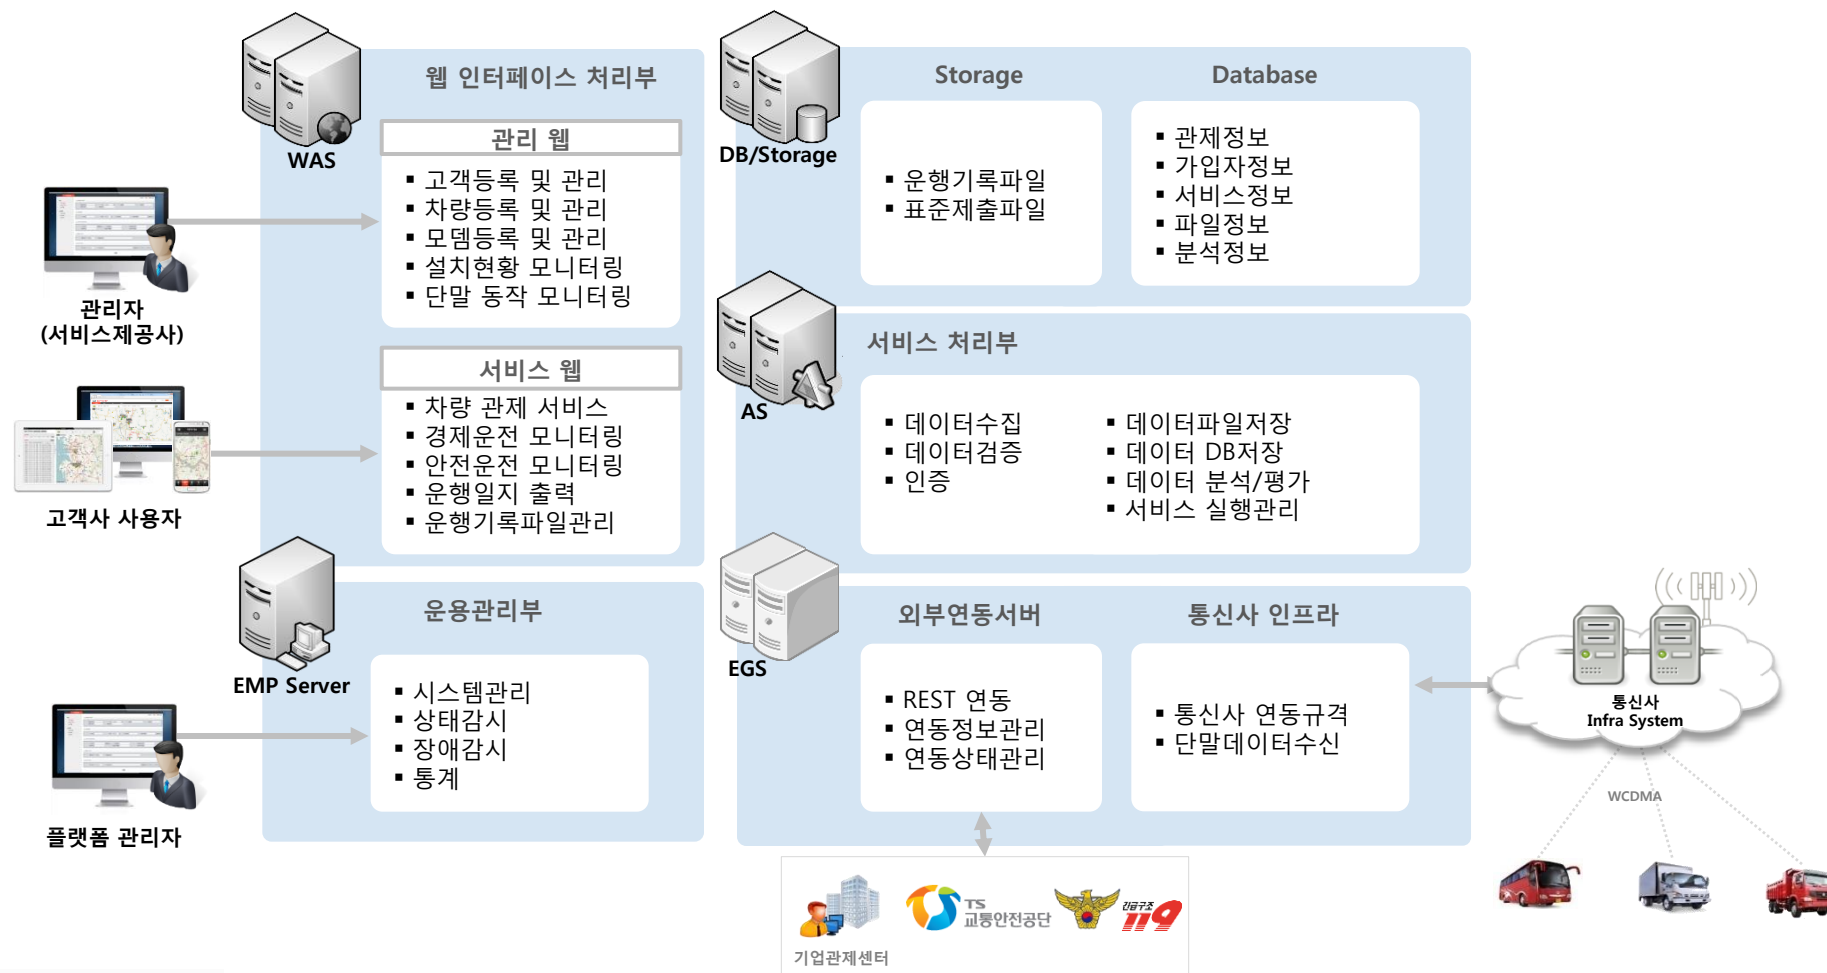 웹 인터페이스 처리부
WAS
관리 웹
▪ 고객등록 및 관리
▪ 차량등록 및 관리
▪ 모뎀등록 및 관리
▪ 설치현황 모니터링
▪ 단말 동작 모니터링
관리자
(서비스제공사)
서비스 웹
▪ 차량 관제 서비스
▪ 경제운전 모니터링
▪ 안전운전 모니터링
▪ 운행일지 출력
▪ 운행기록파일관리
고객사 사용자
운용관리부
EMP Server
▪ 시스템관리
▪ 상태감시
▪ 장애감시
▪ 통계
플랫폼 관리자
DB/Storage
Storage
▪ 운행기록파일
▪ 표준제출파일
Database
▪ 관제정보
▪ 가입자정보
▪ 서비스정보
▪ 파일정보
▪ 분석정보
서비스 처리부
AS
▪ 데이터수집
▪ 데이터검증
▪ 인증
▪ 데이터파일저장
▪ 데이터 DB저장
▪ 데이터 분석/평가
▪ 서비스 실행관리
EGS
외부연동서버
▪ REST 연동
▪ 연동정보관리
▪ 연동상태관리
통신사 인프라
▪ 통신사 연동규격
▪ 단말데이터수신
통신사
Infra System
WCDMA
기업관제센터
TS
교통안전공단
긴급구조
119